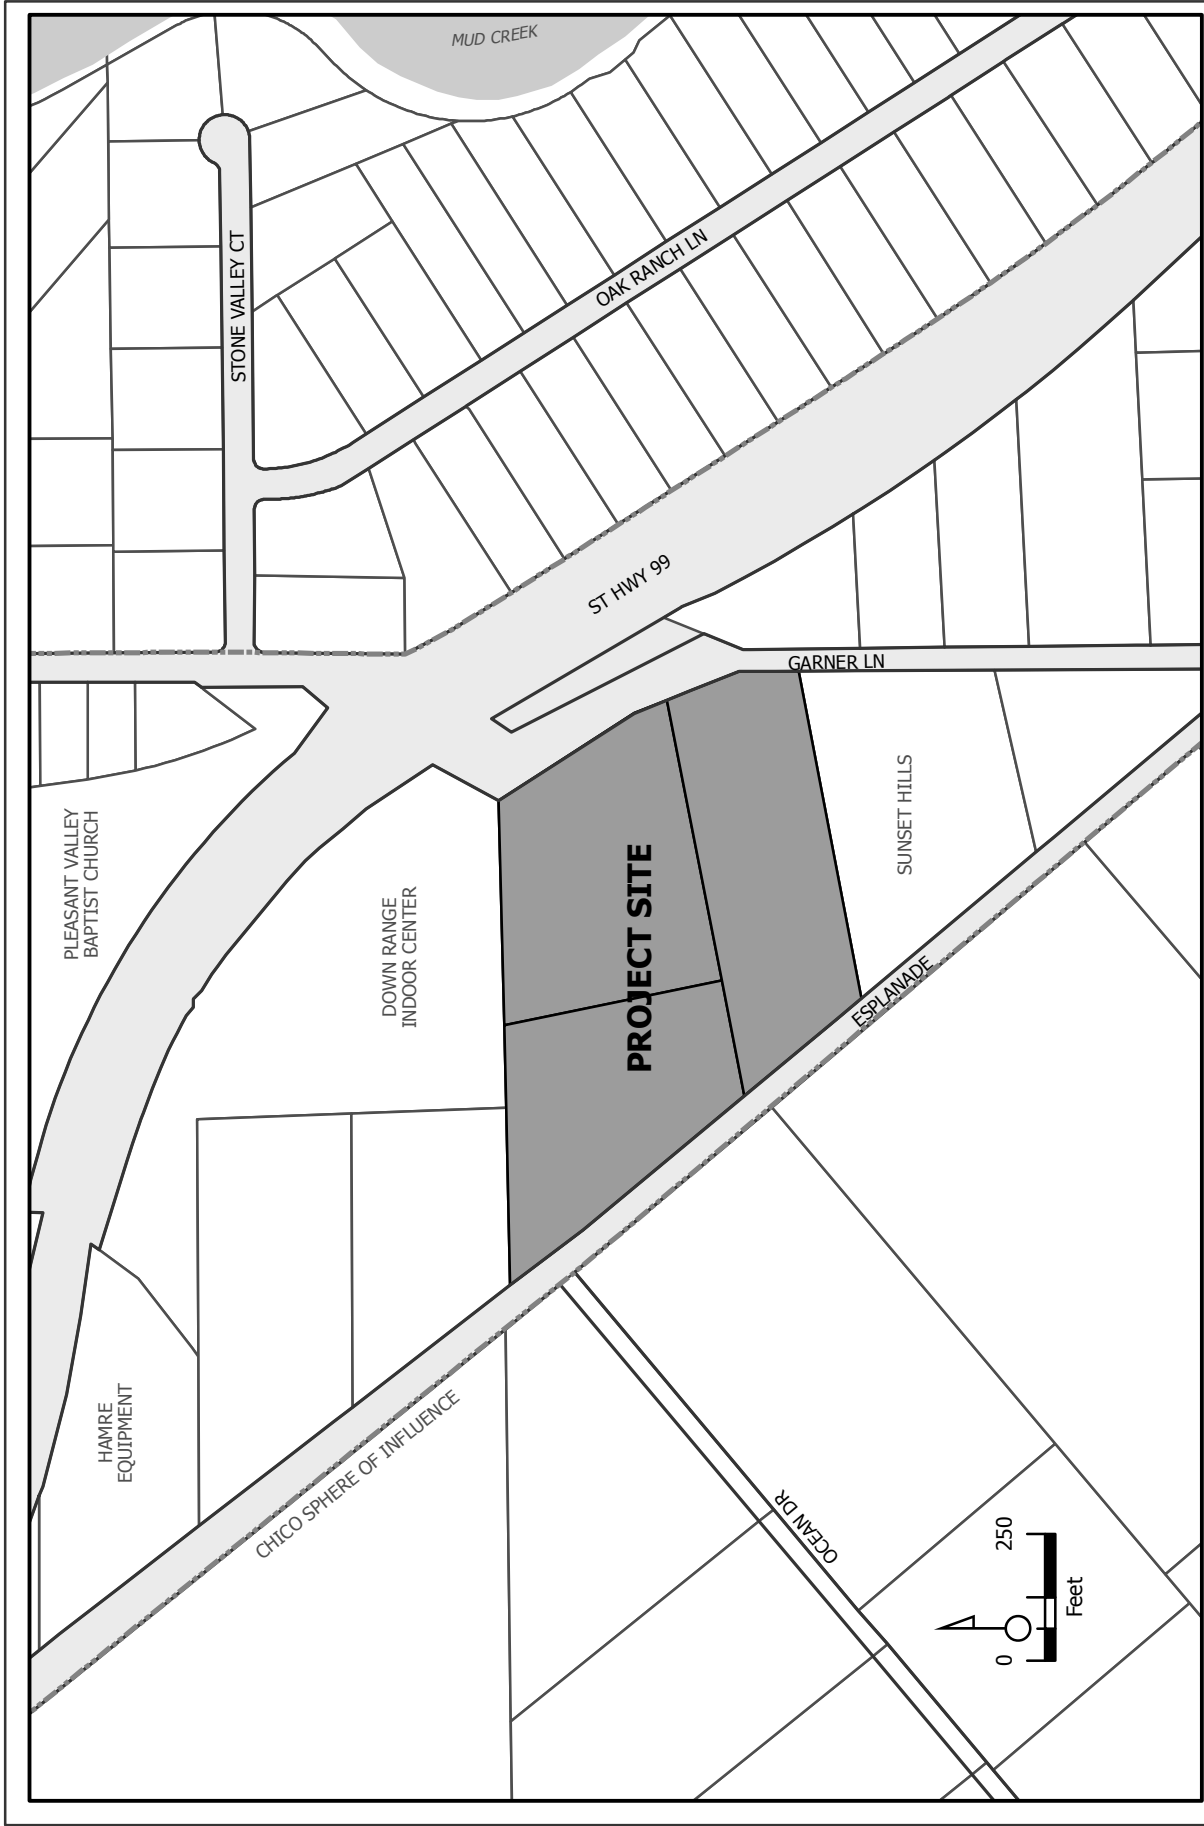 MUD CREEK
STONE VALLEY CT
OAK RANCH LN
ST HWY 99
GARNER LN
PLEASANT VALLEY
BAPTIST CHURCH
DOWN RANGE
INDOOR CENTER
PROJECT SITE
SUNSET HILLS
ESPLANADE
HAMRE
EQUIPMENT
CHICO SPHERE OF INFLUENCE
OCEAN DR
0
250
Feet